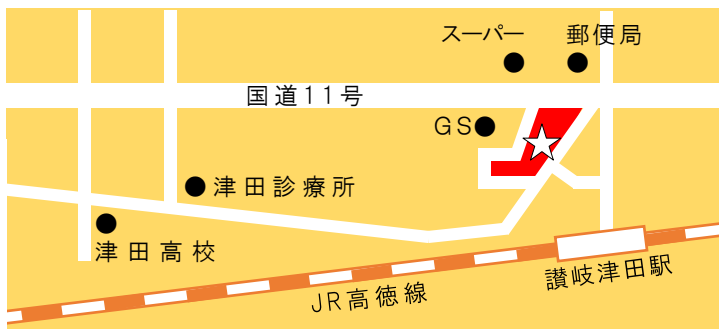 スーパー
郵便局
国道11号
GS
津田診療所
津田高校
讃岐津田駅
JR高徳線